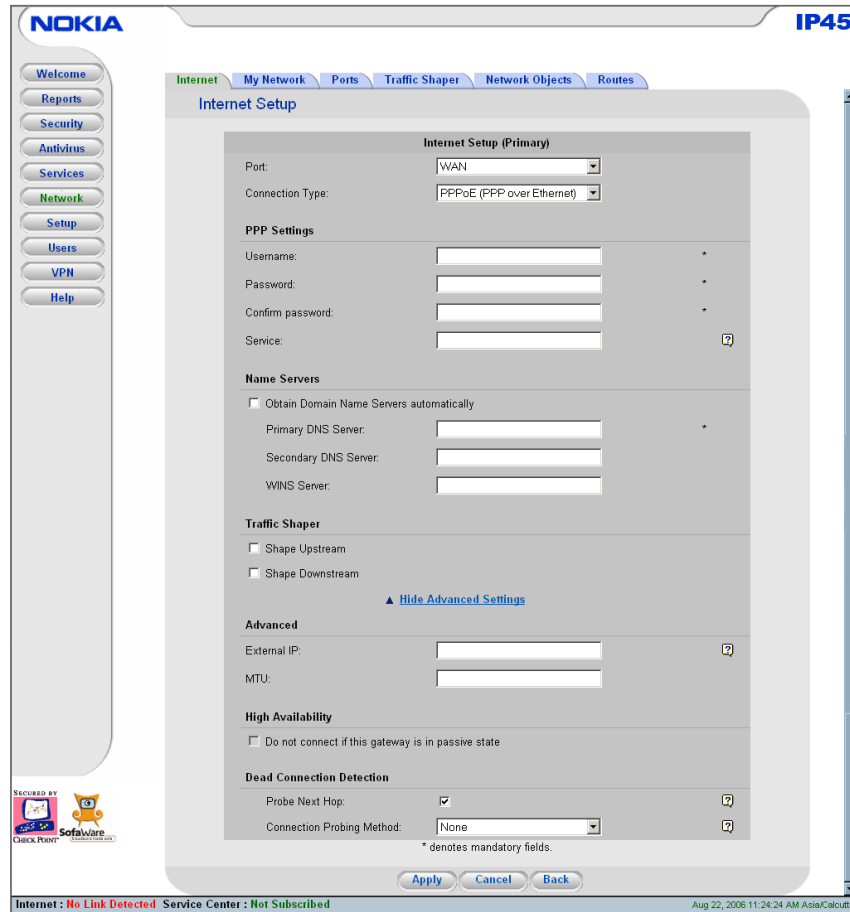 NOKIA
IP45
Welcome
Reports
Security
Antivirus
Services
Network
Setup
Users
VPN
Help
Internet My Network Ports Traffic Shaper Network Objects Routes
Internet Setup
Internet Setup (Primary)
Port: WAN
Connection Type: PPPoE (PPP over Ethernet)
PPP Settings
Username: *
Password: *
Confirm password: *
Service: ?
Name Servers
Obtain Domain Name Servers automatically
Primary DNS Server: *
Secondary DNS Server:
WINS Server:
Traffic Shaper
Shape Upstream
Shape Downstream
▲ Hide Advanced Settings
Advanced
External IP: ?
MTU:
High Availability
Do not connect if this gateway is in passive state
Dead Connection Detection
Probe Next Hop: ?
Connection Probing Method: None ?
* denotes mandatory fields.
Apply Cancel Back
SECURED BY
CHECK POINT
SofaWare
Internet : No Link Detected Service Center : Not Subscribed
Aug 22, 2006 11:24:24 AM Asia/Calcutt